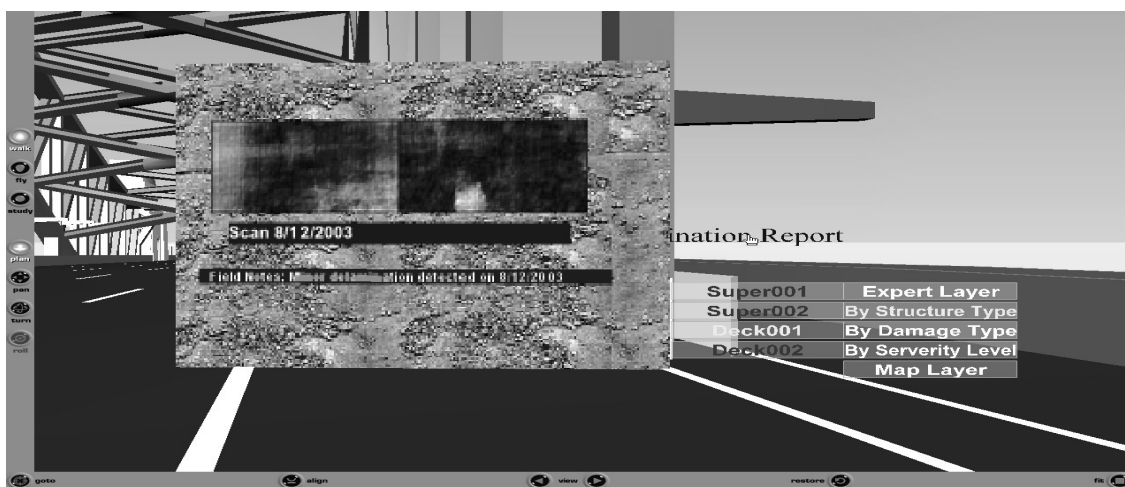 walk
fly
study
plan
pan
turn
roll
Scan 8/12/2003
Field Notes: detected on 8/12/2003
ination Report
Super001 Expert Layer
Super002 By Structure Type
Deck001 By Damage Type
Deck002 By Serverity Level
Map Layer
goto align view restore fit